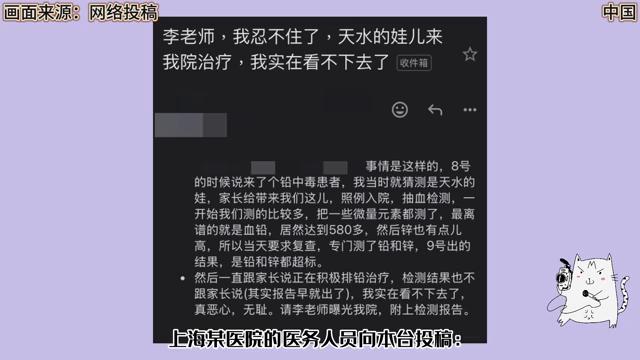 画面来源：网络投稿
中国
李老师，我忍不住了，天水的娃儿来
我院治疗，我实在看不下去了 收件箱
事情是这样的，8号
的时候说来了个铅中毒患者，我当时就猜测是天水的
娃，家长给带来我们这儿，照例入院，抽血检测，一
开始我们测的比较多，把一些微量元素都测了，最离
谱的就是血铅，居然达到580多，然后锌也有点儿
高，所以当天要求复查，专门测了铅和锌，9号出的
结果，是铅和锌都超标。
• 然后一直跟家长说正在积极排铅治疗，检测结果也不
跟家长说(其实报告早就出了)，我实在看不下去了，
真恶心，无耻。请李老师曝光我院，附上检测报告。
上海某医院的医务人员向本台投稿：